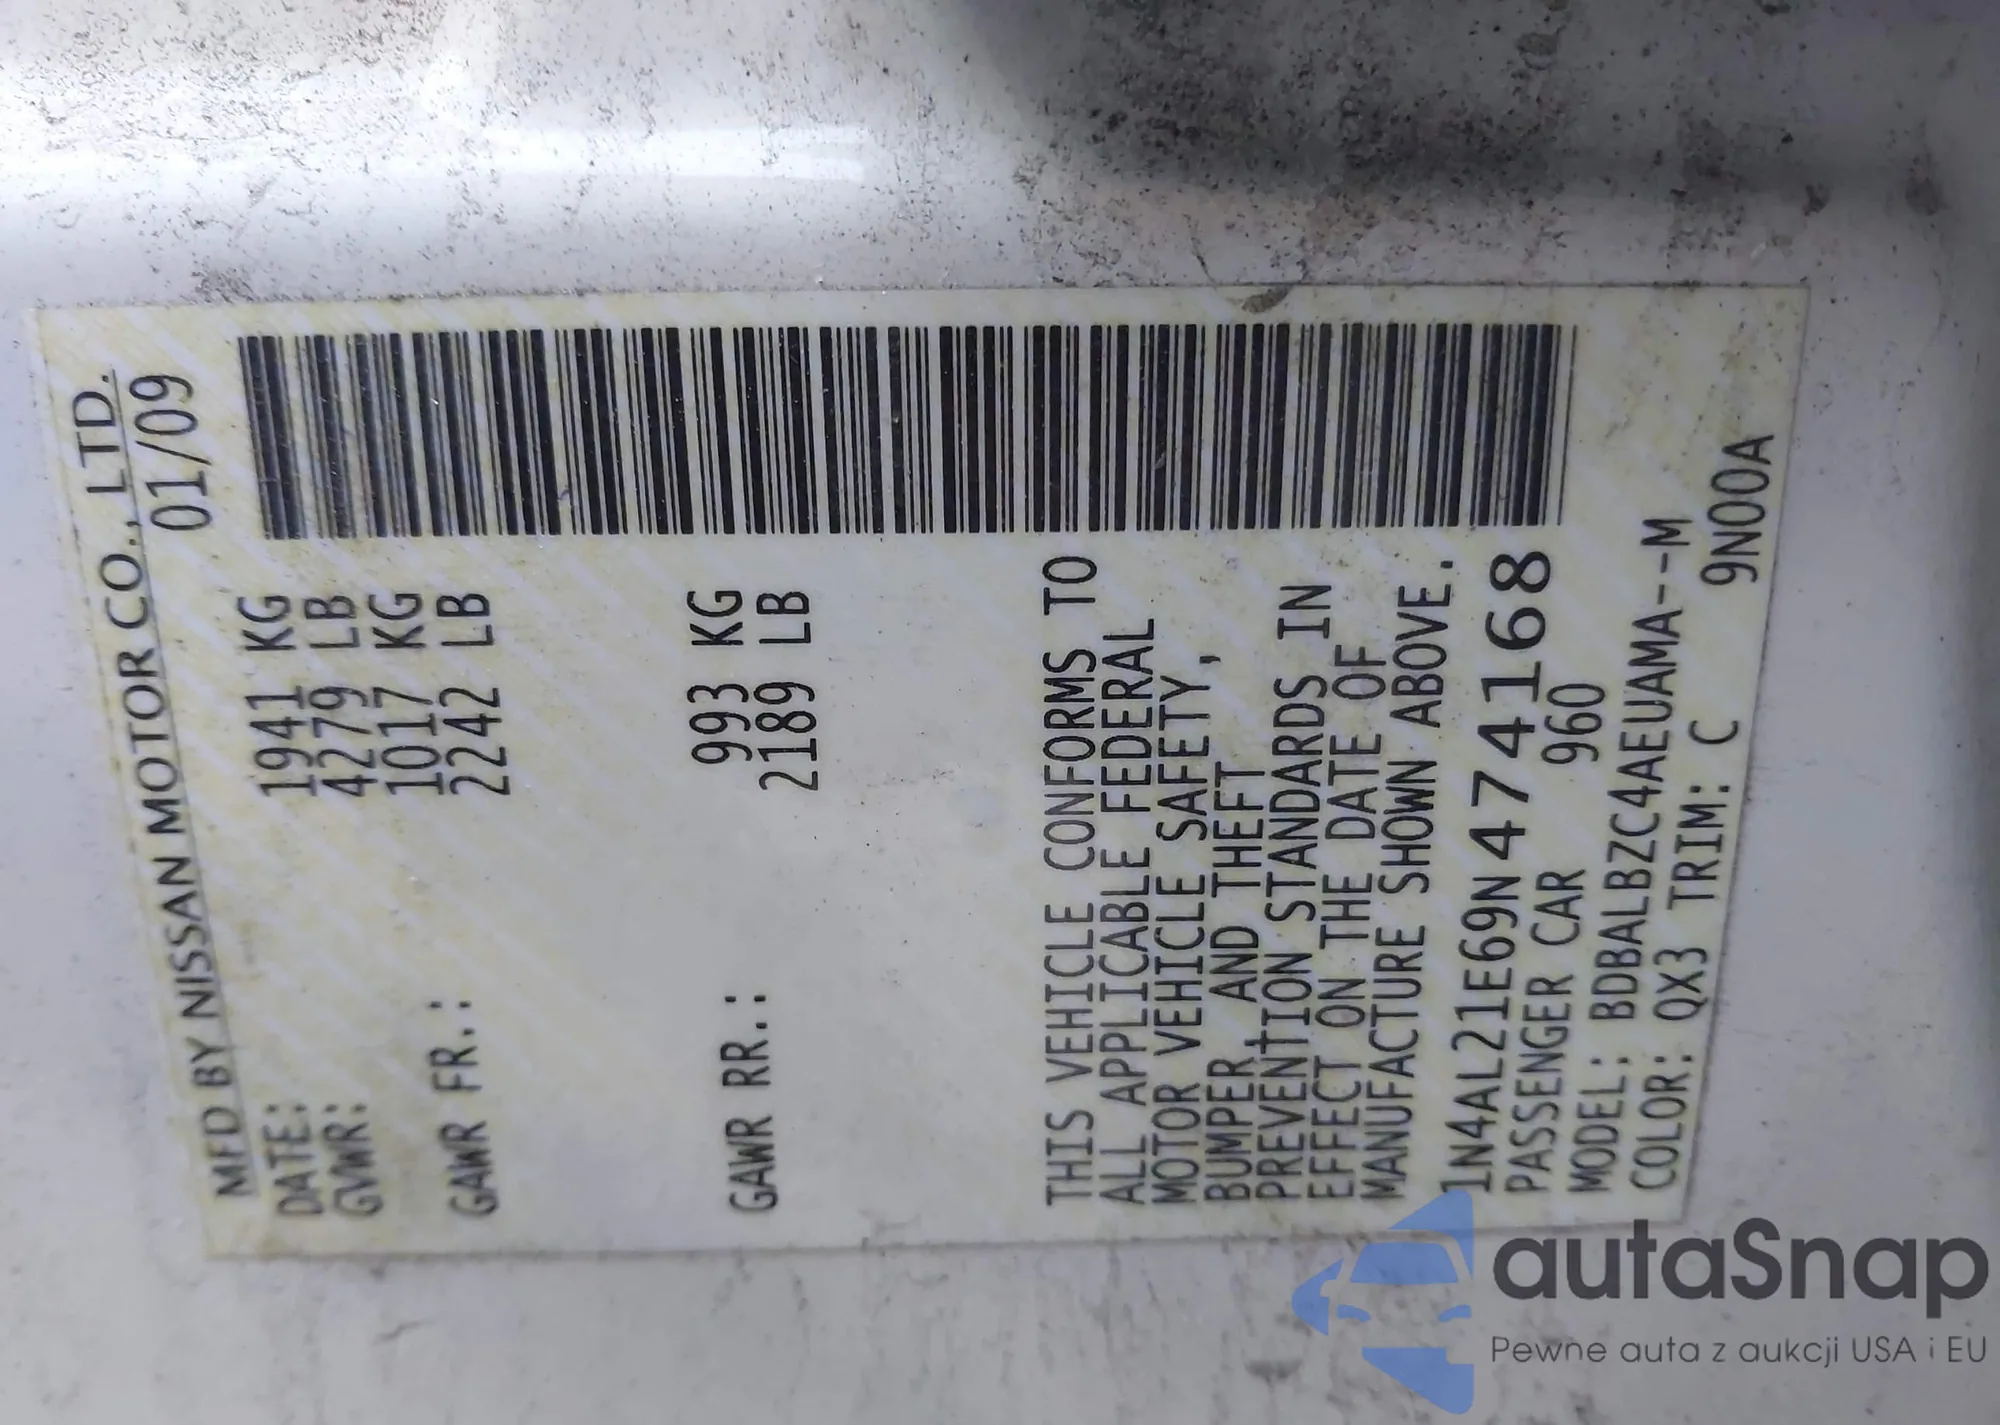 MFD BY NISSAN MOTOR CO., LTD.
DATE: 01/09
GVWR: 1941 KG
4279 LB
GAWR FR.: 1017 KG
2242 LB
GAWR RR.: 993 KG
2189 LB
THIS VEHICLE CONFORMS TO
ALL APPLICABLE FEDERAL
MOTOR VEHICLE SAFETY,
BUMPER, AND THEFT
PREVENTION STANDARDS IN
EFFECT ON THE DATE OF
MANUFACTURE SHOWN ABOVE.
1N4AL21E69N474168
PASSENGER CAR 960
MODEL: BDBALBZC4AEUAMA--M
COLOR: QX3 TRIM: C 9N00A
autaSnap
Pewne auta z aukcji USA i EU